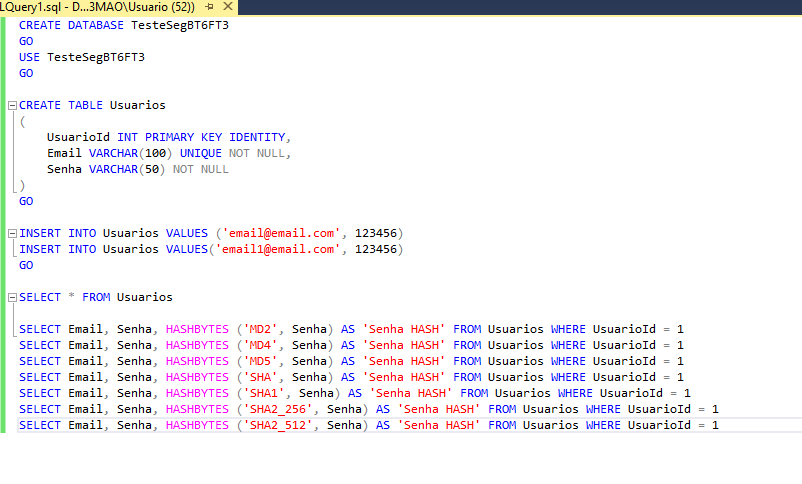 LQuery1.sql - D...3MAO\Usuario (52))
CREATE DATABASE TesteSegBT6FT3
GO
USE TesteSegBT6FT3
GO
CREATE TABLE Usuarios
(
UsuarioId INT PRIMARY KEY IDENTITY,
Email VARCHAR(100) UNIQUE NOT NULL,
Senha VARCHAR(50) NOT NULL
)
GO
INSERT INTO Usuarios VALUES ('email@email.com', 123456)
INSERT INTO Usuarios VALUES('email1@email.com', 123456)
GO
SELECT * FROM Usuarios
SELECT Email, Senha, HASHBYTES ('MD2', Senha) AS 'Senha HASH' FROM Usuarios WHERE UsuarioId = 1
SELECT Email, Senha, HASHBYTES ('MD4', Senha) AS 'Senha HASH' FROM Usuarios WHERE UsuarioId = 1
SELECT Email, Senha, HASHBYTES ('MD5', Senha) AS 'Senha HASH' FROM Usuarios WHERE UsuarioId = 1
SELECT Email, Senha, HASHBYTES ('SHA', Senha) AS 'Senha HASH' FROM Usuarios WHERE UsuarioId = 1
SELECT Email, Senha, HASHBYTES ('SHA1', Senha) AS 'Senha HASH' FROM Usuarios WHERE UsuarioId = 1
SELECT Email, Senha, HASHBYTES ('SHA2_256', Senha) AS 'Senha HASH' FROM Usuarios WHERE UsuarioId = 1
SELECT Email, Senha, HASHBYTES ('SHA2_512', Senha) AS 'Senha HASH' FROM Usuarios WHERE UsuarioId = 1